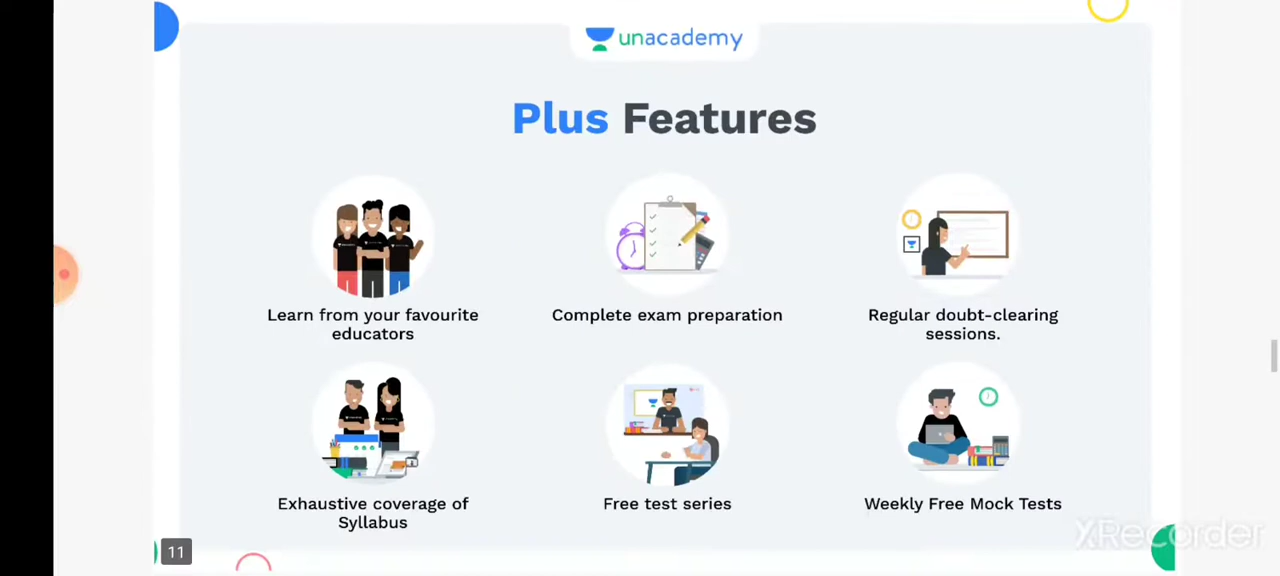 unacademy
Plus Features
Learn from your favourite
educators
Complete exam preparation
Regular doubt-clearing
sessions.
Exhaustive coverage of
Syllabus
Free test series
Weekly Free Mock Tests
11
XRecorder